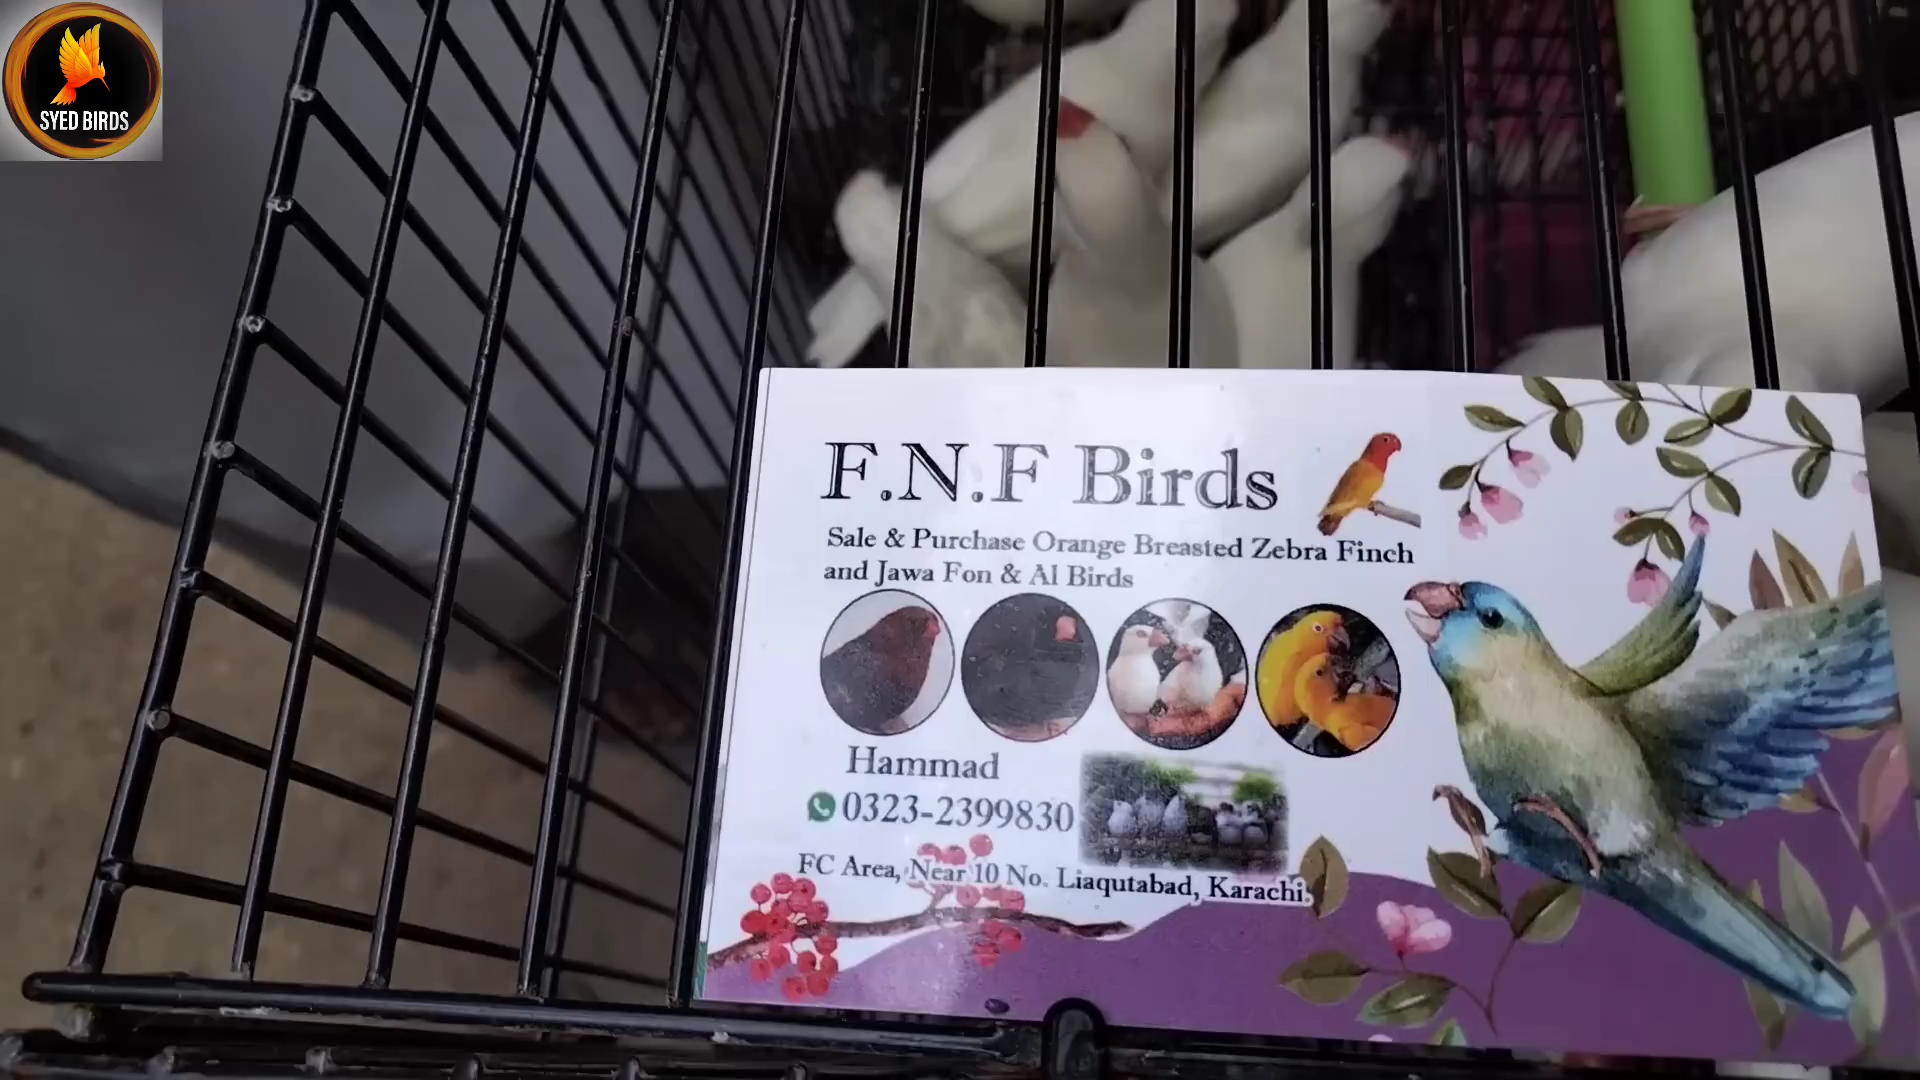 SYED BIRDS
F.N.F Birds
Sale & Purchase Orange Breasted Zebra Finch
and Jawa Fon & Al Birds
Hammad
0323-2399830
FC Area, Near 10 No. Liaqutabad, Karachi.